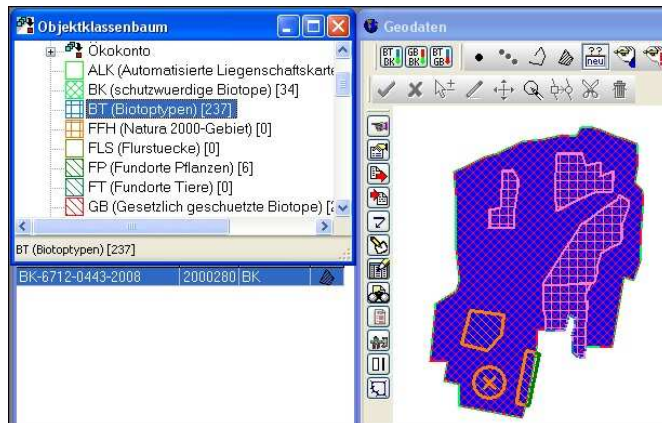 Objektklassenbaum
Ökokonto
ALK (Automatisierte Liegenschaftskarte
BK (schutzwuerdige Biotope) [34]
BT (Biotoptypen) [237]
FFH (Natura 2000-Gebiet) [0]
FLS (Flurstuecke) [0]
FP (Fundorte Pflanzen) [6]
FT (Fundorte Tiere) [0]
GB (Gesetzlich geschuetzte Biotope)
BT (Biotoptypen) [237]
BK-6712-0443-2008 2000280 BK
Geodaten
BT BK GB BK BT GB ?? neu